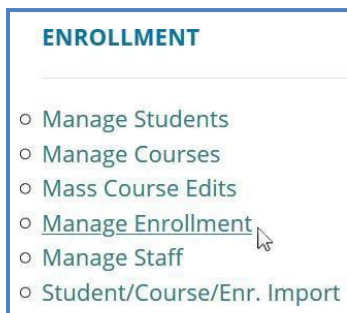 ENROLLMENT
Manage Students
Manage Courses
Mass Course Edits
Manage Enrollment
Manage Staff
Student/Course/Enr. Import